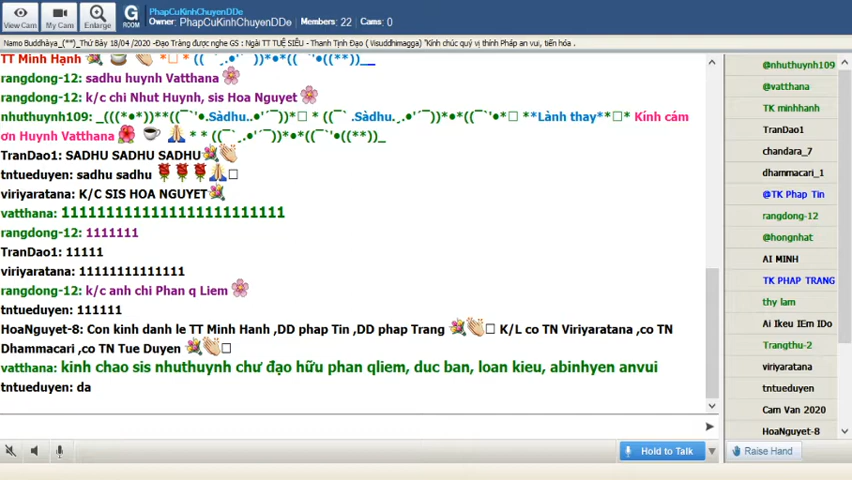 View Cam
My Cam
Enlarge
G
ROOM
PhapCuKinhChuyenDDe
Owner: PhapCuKinhChuyenDDe
Members: 22
Cams: 0
Namo Buddhàya_(**)_Thứ Bảy 18/04 /2020 -Đạo Tràng được nghe GS : Ngài TT TUỆ SIÊU - Thanh Tịnh Đạo ( Visuddhimagga) "Kính chúc quý vị thính Pháp an vui, tiến hóa .
TT Minh Hạnh
rangdong-12: sadhu huynh Vatthana 🌸
rangdong-12: k/c chi Nhut Huynh, sis Hoa Nguyet 🌸
nhuthuynh109: _(((*•*))**((¯`'•.Sàdhu..•'´¯))*•□ * ((¯` .Sàdhu.¸.•'´¯))*•*((¯`'•((**))*•□ **Lành thay**□* Kính cám
ơn Huynh Vatthana 🌺 ☕ 🙏 * * ((¯`¸.•'´¯))*•*((¯`'•((**))_
TranDao1: SADHU SADHU SADHU💐👏
tntueduyen: sadhu sadhu 🌹🌹🌹🙏□
viriyaratana: K/C SIS HOA NGUYET💐
vatthana: 1111111111111111111111111
rangdong-12: 1111111
TranDao1: 11111
viriyaratana: 11111111111111
rangdong-12: k/c anh chi Phan q Liem 🌸
tntueduyen: 111111
HoaNguyet-8: Con kinh danh le TT Minh Hanh ,DD phap Tin ,DD phap Trang 💐👏□ K/L co TN Viriyaratana ,co TN
Dhammacari ,co TN Tue Duyen 💐👏□
vatthana: kinh chao sis nhuthuynh chư đạo hữu phan qliem, duc ban, loan kieu, abinhyen anvui
tntueduyen: da
Hold to Talk
@nhuthuynh109
@vatthana
TK minhhanh
TranDao1
chandara_7
dhammacari_1
@TK Phap Tin
rangdong-12
@hongnhat
AI MINH
TK PHAP TRANG
thy lam
Ai Ikeu IEm IDo
Trangthu-2
viriyaratana
tntueduyen
Cam Van 2020
HoaNguyet-8
Raise Hand